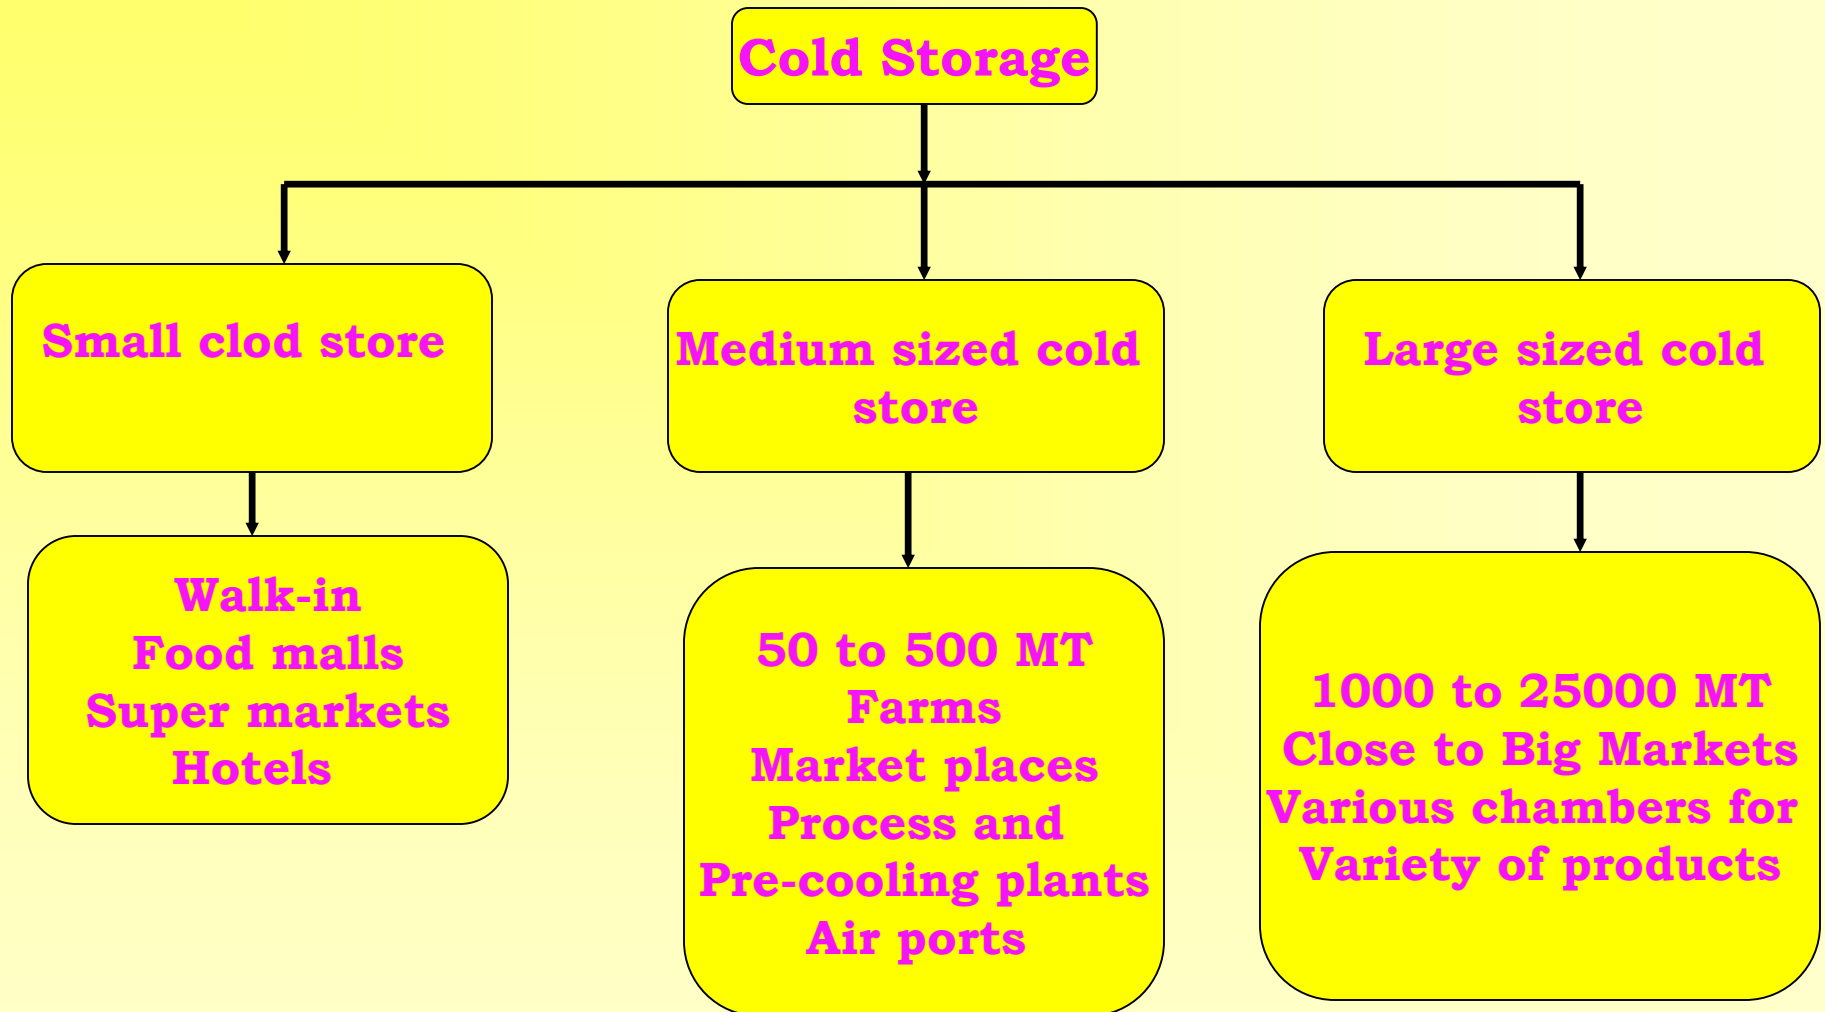 Cold Storage
Small clod store
Medium sized cold
store
Large sized cold
store
Walk-in
Food malls
Super markets
Hotels
50 to 500 MT
Farms
Market places
Process and
Pre-cooling plants
Air ports
1000 to 25000 MT
Close to Big Markets
Various chambers for
Variety of products